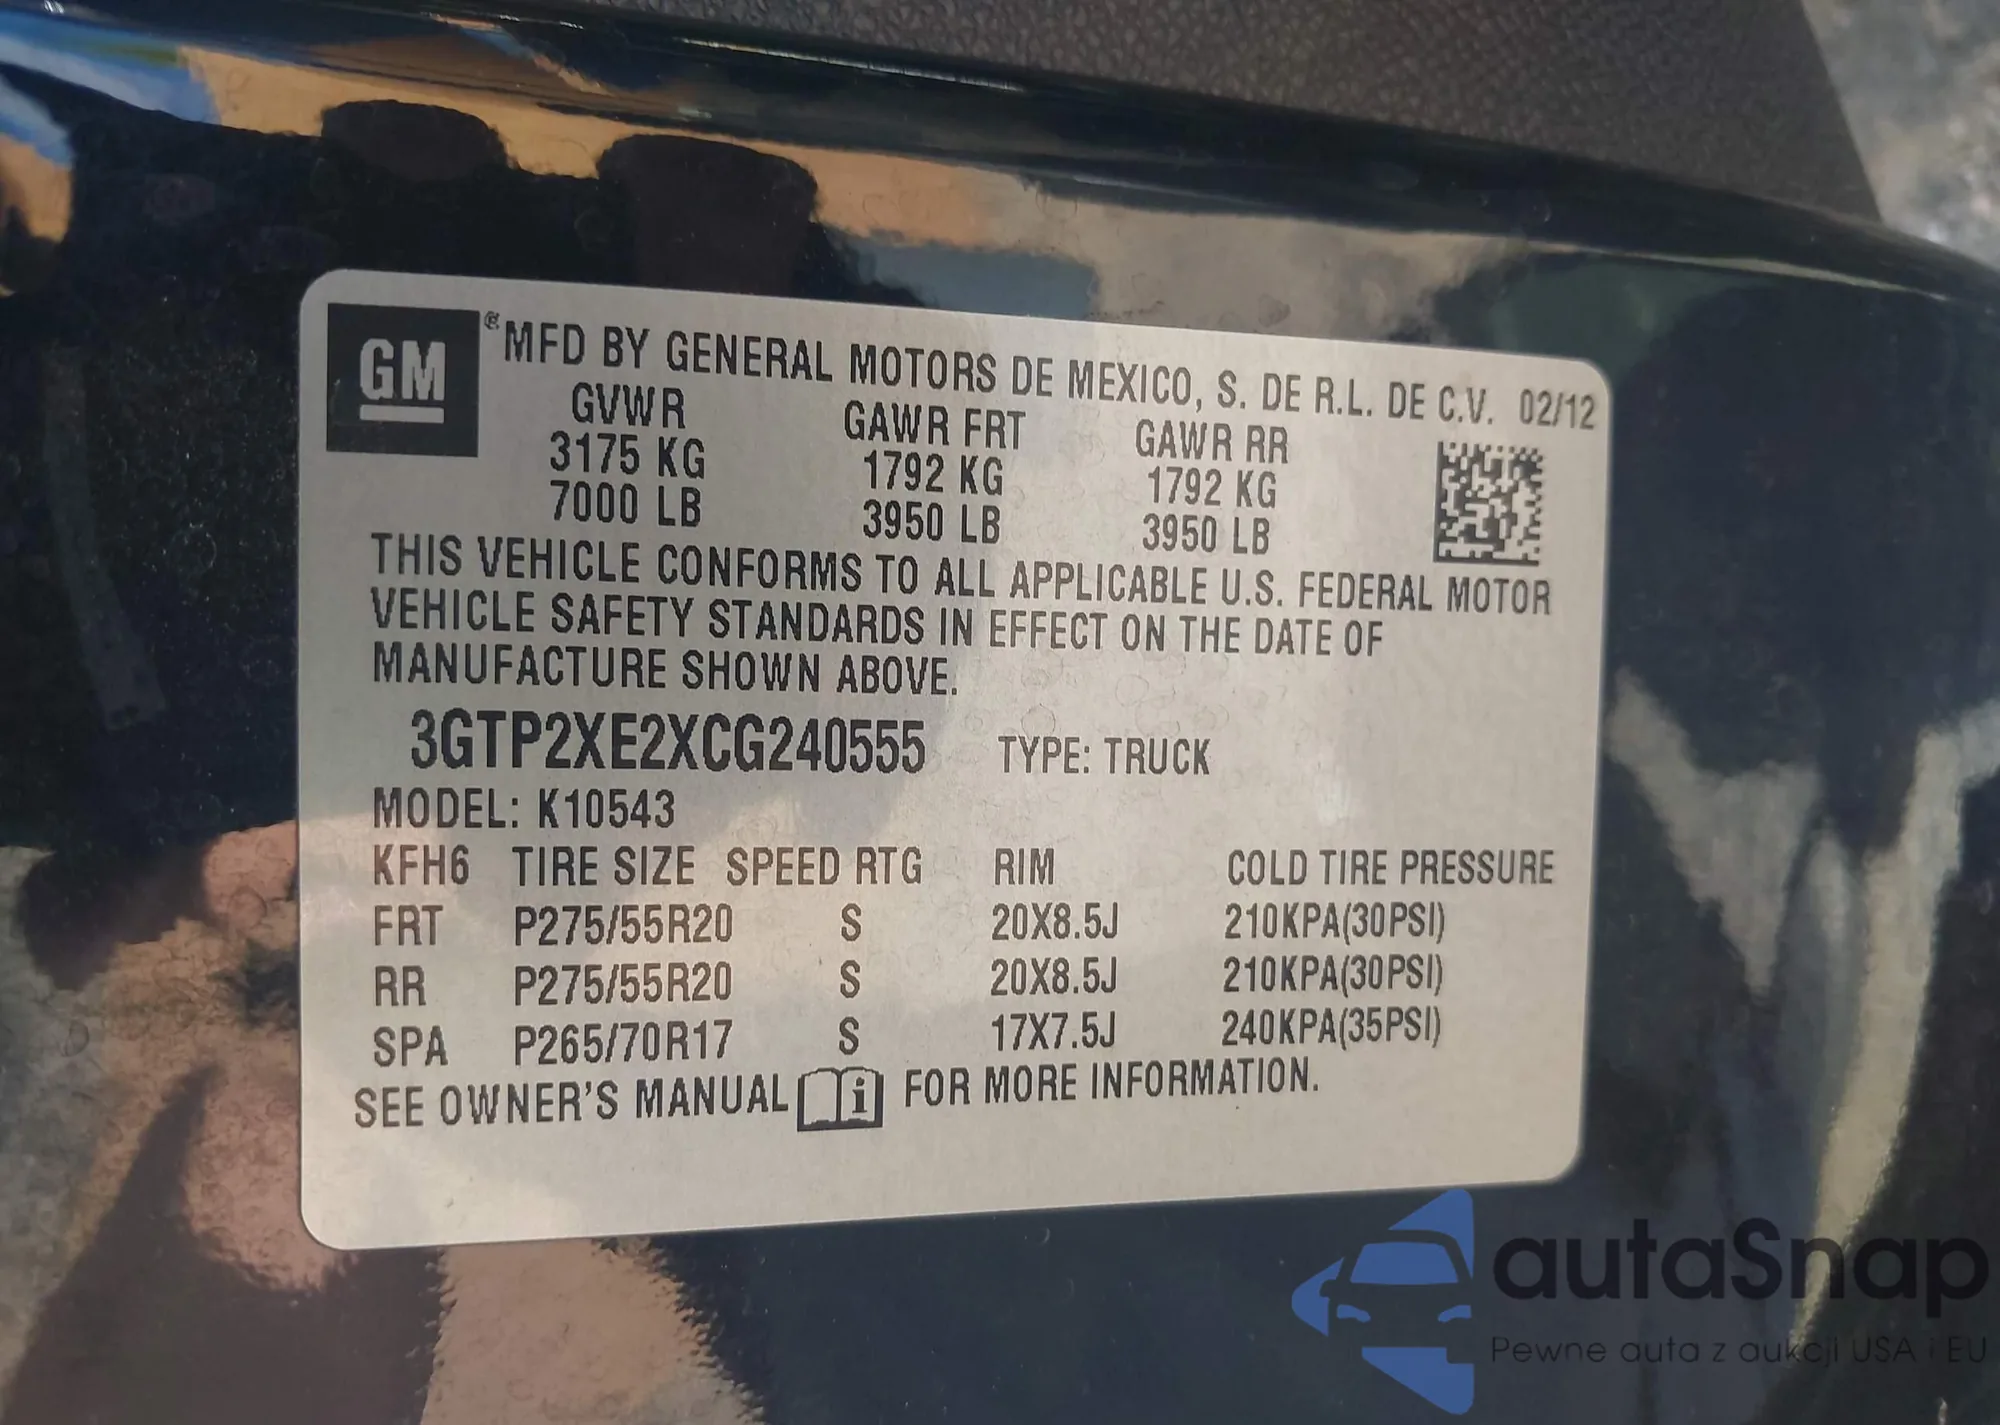 GM ® MFD BY GENERAL MOTORS DE MEXICO, S. DE R.L. DE C.V. 02/12
GVWR GAWR FRT GAWR RR
3175 KG 1792 KG 1792 KG
7000 LB 3950 LB 3950 LB
THIS VEHICLE CONFORMS TO ALL APPLICABLE U.S. FEDERAL MOTOR
VEHICLE SAFETY STANDARDS IN EFFECT ON THE DATE OF
MANUFACTURE SHOWN ABOVE.
3GTP2XE2XCG240555 TYPE: TRUCK
MODEL: K10543
KFH6 TIRE SIZE SPEED RTG RIM COLD TIRE PRESSURE
FRT P275/55R20 S 20X8.5J 210KPA(30PSI)
RR P275/55R20 S 20X8.5J 210KPA(30PSI)
SPA P265/70R17 S 17X7.5J 240KPA(35PSI)
SEE OWNER'S MANUAL i FOR MORE INFORMATION.
autaSnap
Pewne auta z aukcji USA i EU